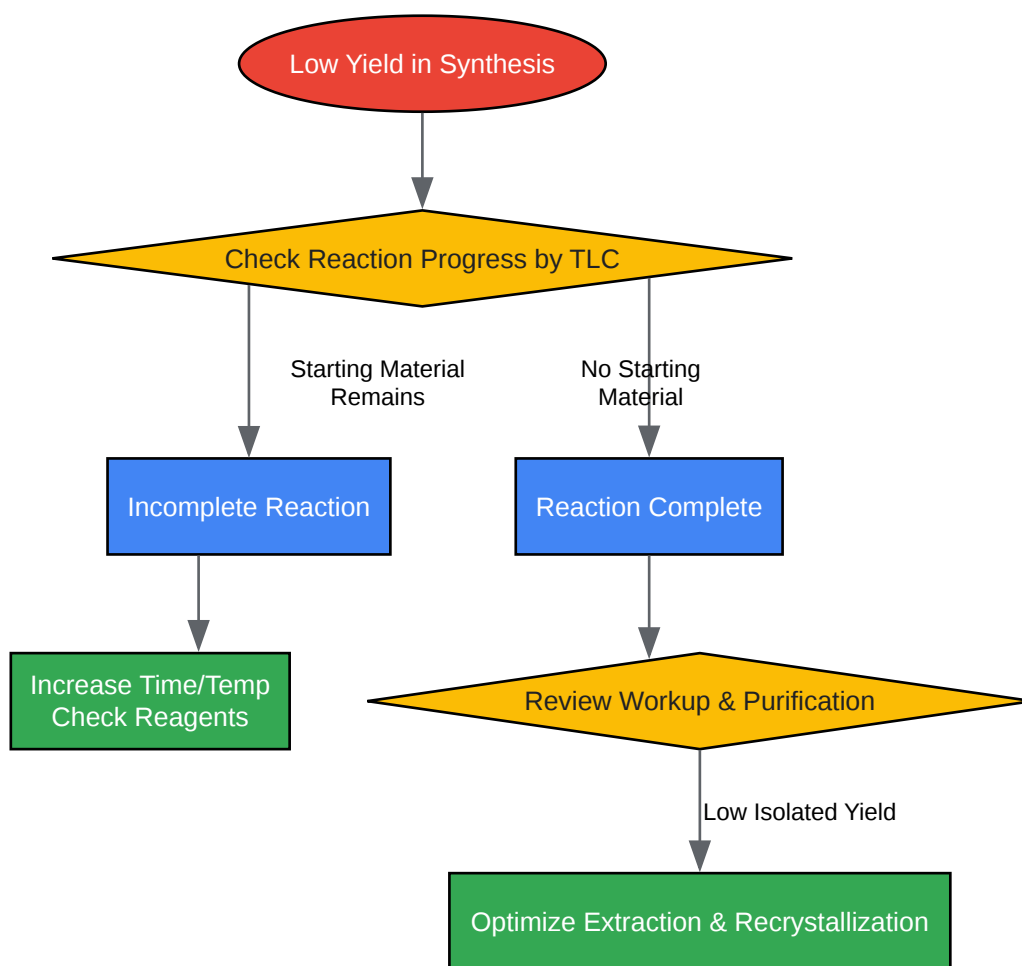 Low Yield in Synthesis
Check Reaction Progress by TLC
Starting Material
Remains
No Starting
Material
Incomplete Reaction
Reaction Complete
Increase Time/Temp
Check Reagents
Review Workup & Purification
Low Isolated Yield
Optimize Extraction & Recrystallization